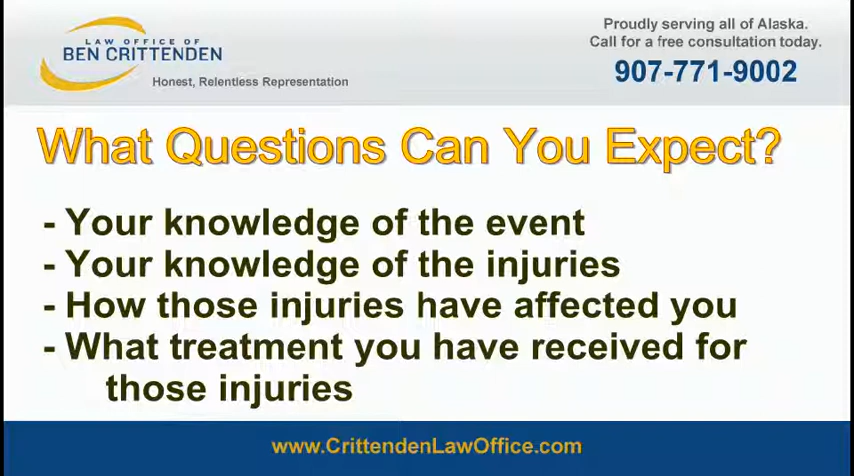 LAW OFFICE OF
BEN CRITTENDEN
Honest, Relentless Representation
Proudly serving all of Alaska.
Call for a free consultation today.
907-771-9002
What Questions Can You Expect?
- Your knowledge of the event
- Your knowledge of the injuries
- How those injuries have affected you
- What treatment you have received for
those injuries
www.CrittendenLawOffice.com